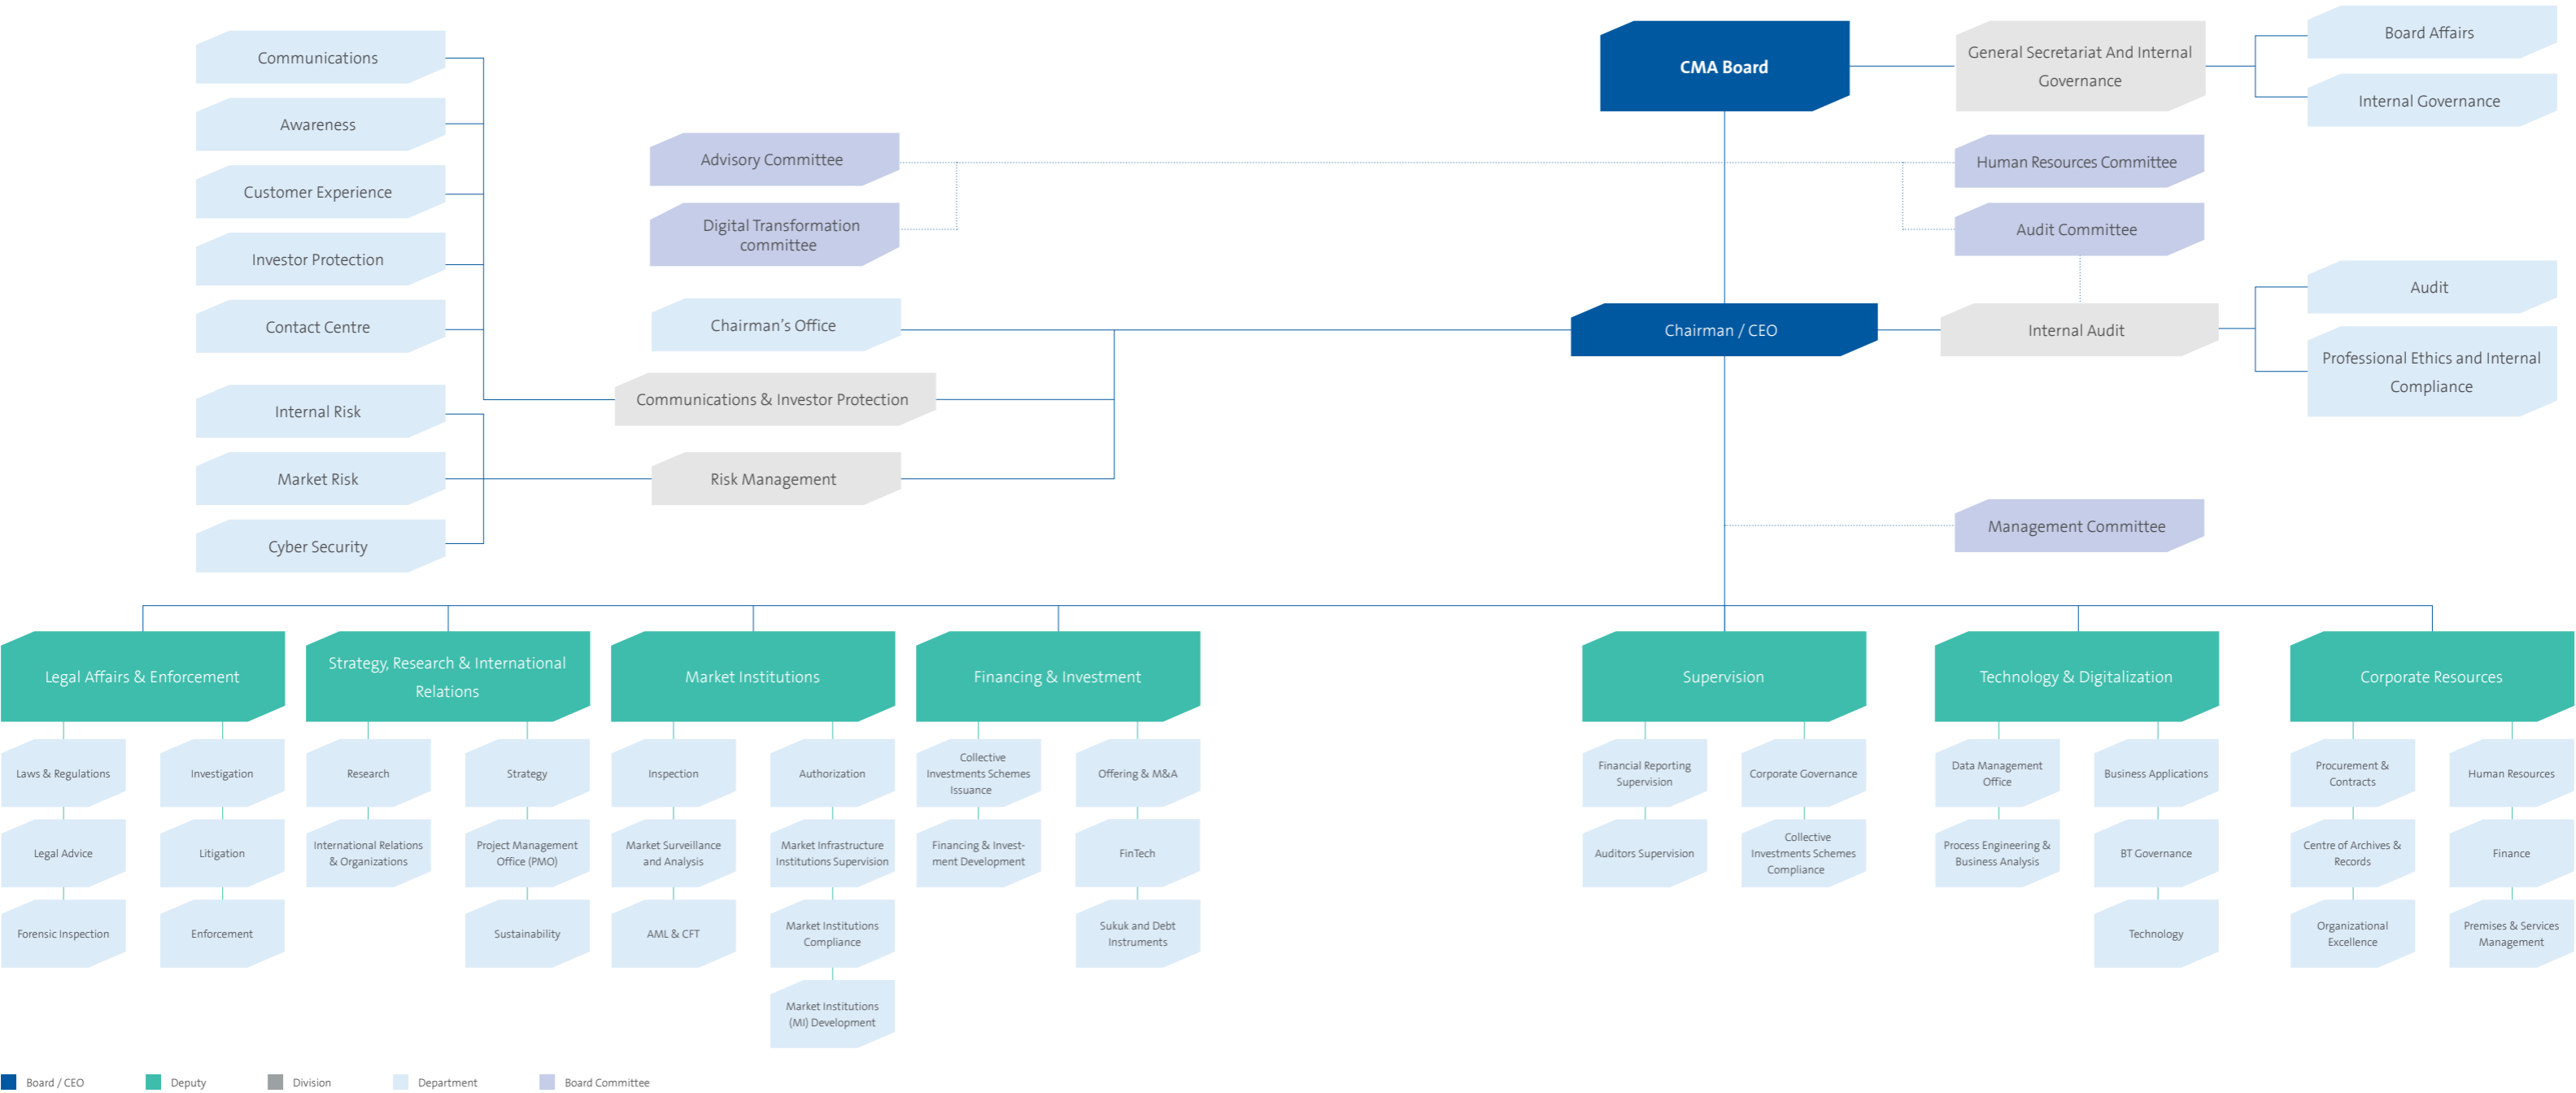 Communications
Awareness
Customer Experience
Investor Protection
Contact Centre
Internal Risk
Market Risk
Cyber Security
Advisory Committee
Digital Transformation
committee
Chairman’s Office
Communications & Investor Protection
Risk Management
CMA Board
Chairman / CEO
General Secretariat And Internal
Governance
Human Resources Committee
Audit Committee
Internal Audit
Management Committee
Board Affairs
Internal Governance
Audit
Professional Ethics and Internal
Compliance
Legal Affairs & Enforcement
Laws & Regulations
Legal Advice
Forensic Inspection
Investigation
Litigation
Enforcement
Strategy, Research & International
Relations
Research
International Relations
& Organizations
Strategy
Project Management
Office (PMO)
Sustainability
Market Institutions
Inspection
Market Surveillance
and Analysis
AML & CFT
Authorization
Market Infrastructure
Institutions Supervision
Market Institutions
Compliance
Market Institutions
(MI) Development
Financing & Investment
Collective
Investments Schemes
Issuance
Financing & Invest-
ment Development
Offering & M&A
FinTech
Sukuk and Debt
Instruments
Supervision
Financial Reporting
Supervision
Auditors Supervision
Corporate Governance
Collective
Investments Schemes
Compliance
Technology & Digitalization
Data Management
Office
Process Engineering &
Business Analysis
Business Applications
BT Governance
Technology
Corporate Resources
Procurement &
Contracts
Centre of Archives &
Records
Organizational
Excellence
Human Resources
Finance
Premises & Services
Management
Board / CEO
Deputy
Division
Department
Board Committee